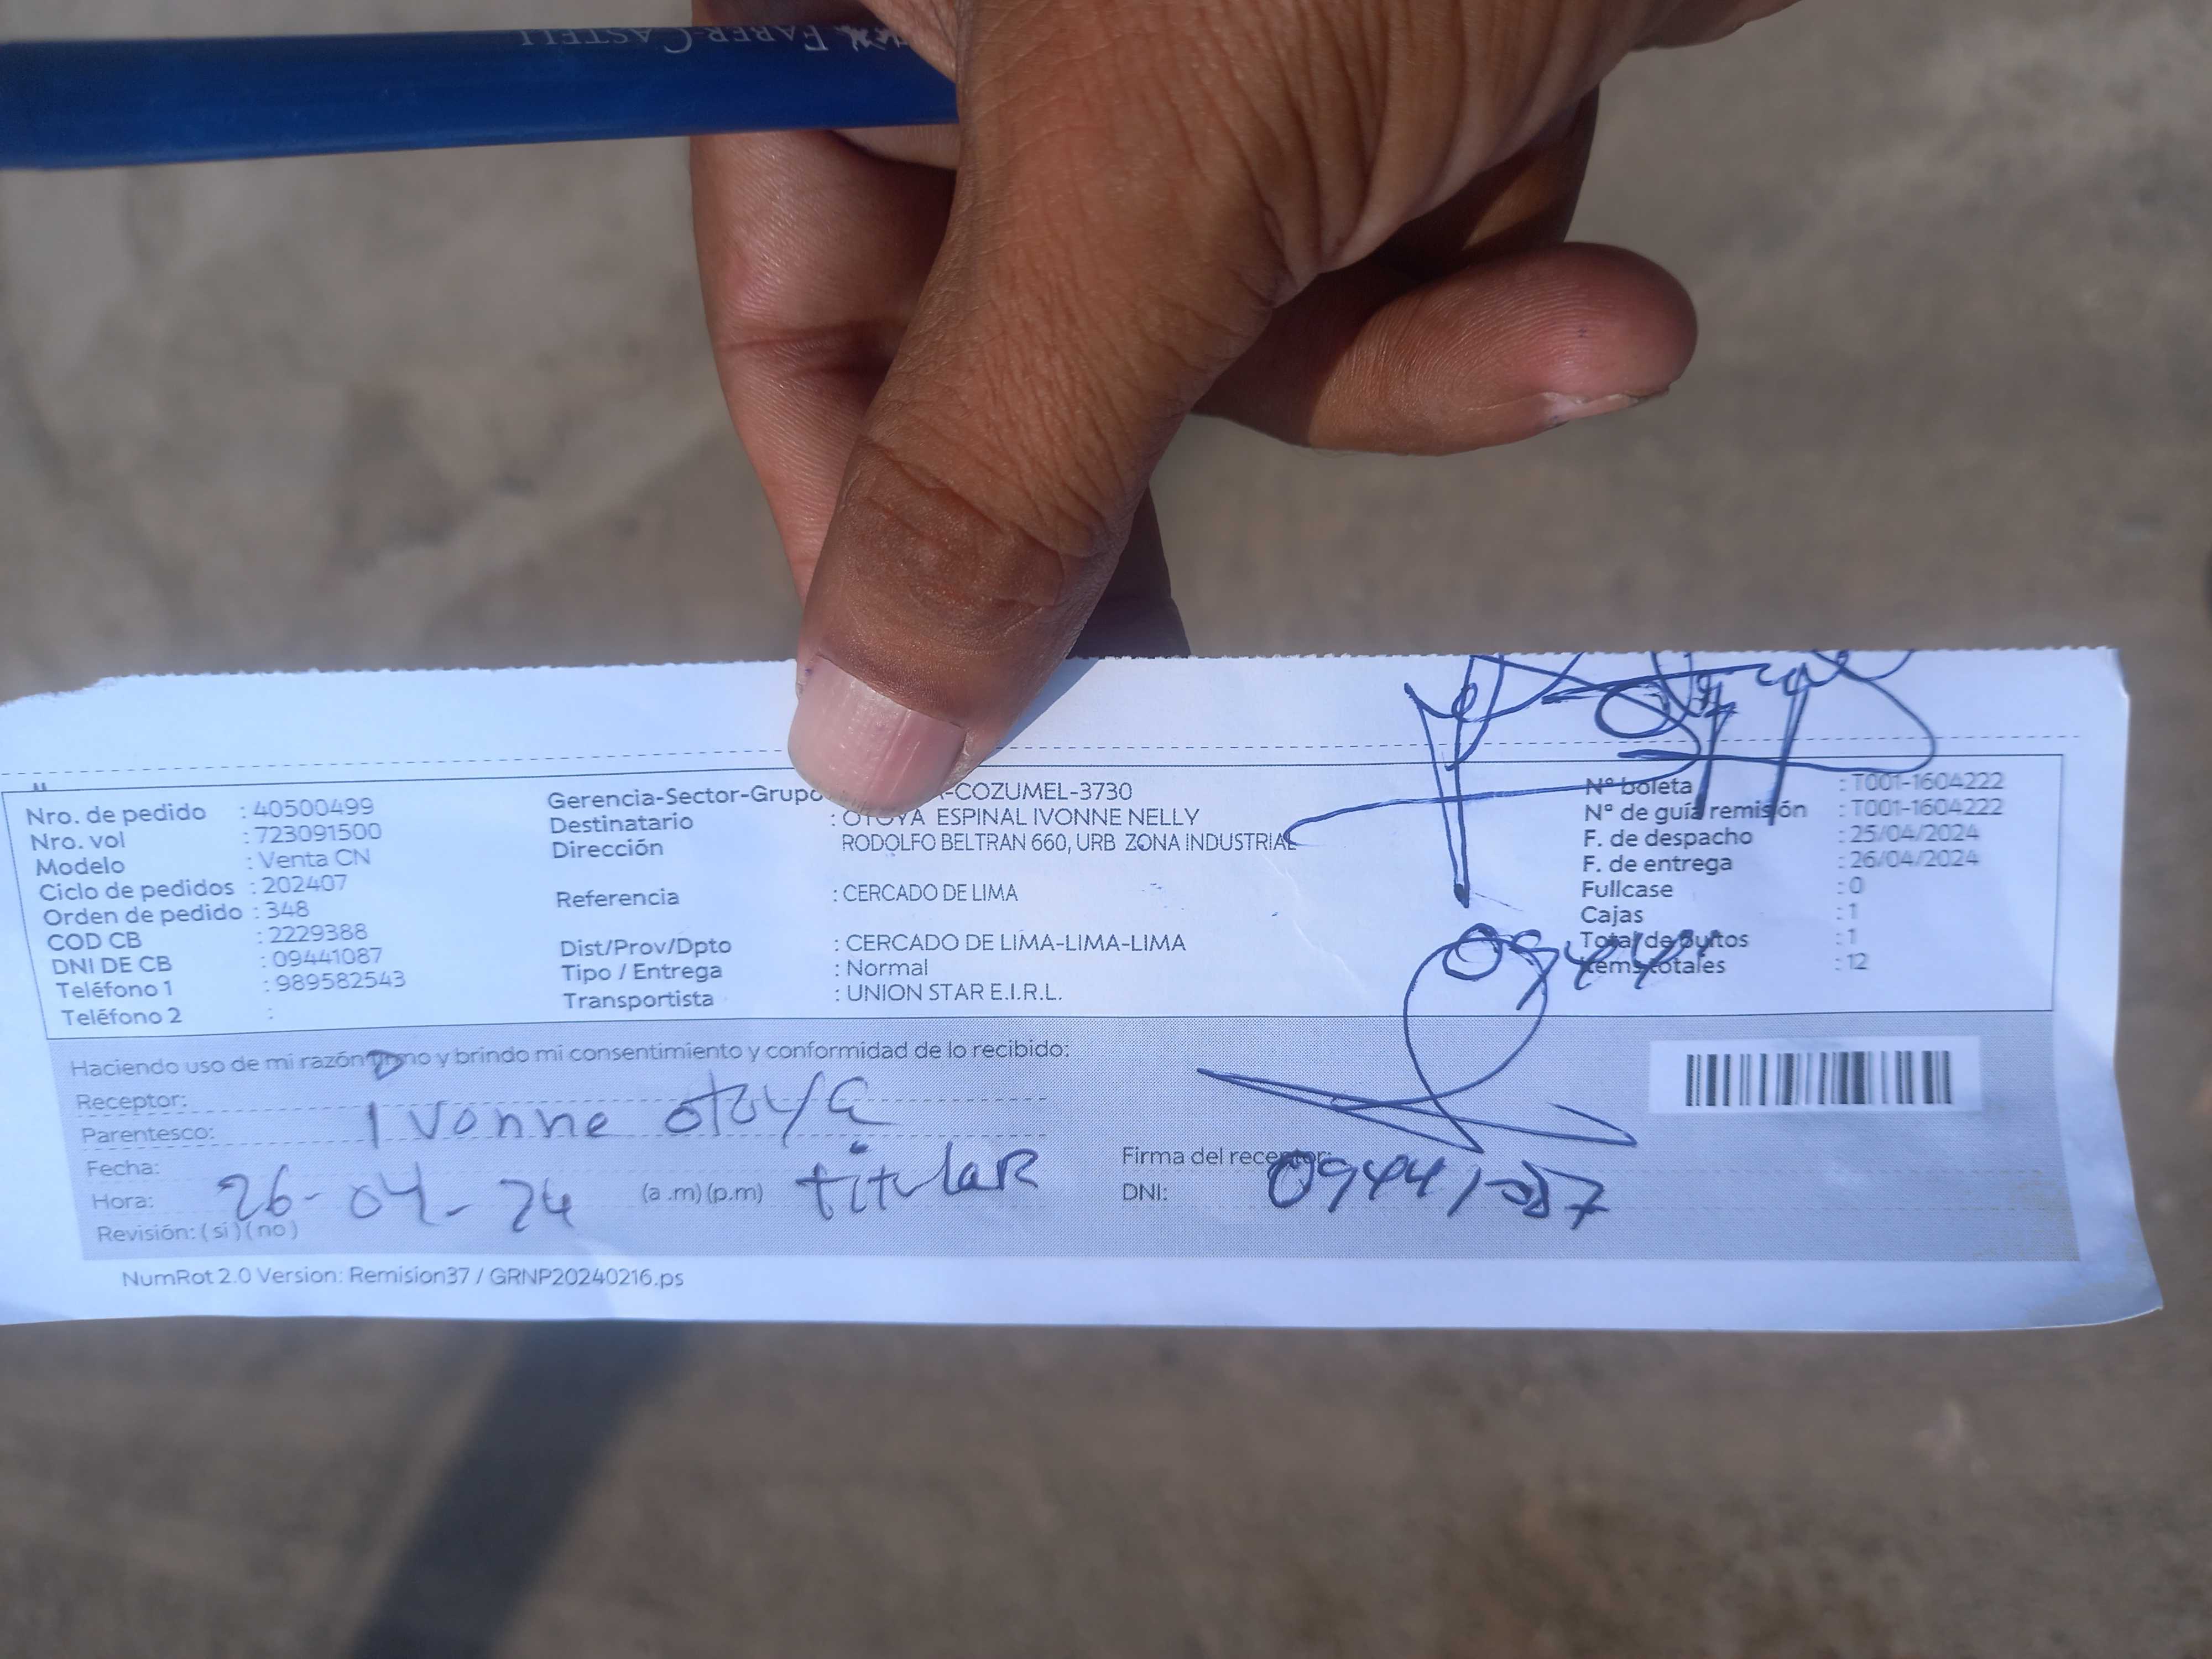 FABER-CASTELL
Nro. de pedido : 40500499
Nro. vol : 723091500
Modelo : Venta CN
Ciclo de pedidos : 202407
Orden de pedido : 348
COD CB : 2229388
DNI DE CB : 09441087
Teléfono 1 : 989582543
Teléfono 2 :
Gerencia-Sector-Grupo -COZUMEL-3730
Destinatario : OTOYA ESPINAL IVONNE NELLY
Dirección RODOLFO BELTRAN 660, URB ZONA INDUSTRIAL
Referencia : CERCADO DE LIMA
Dist/Prov/Dpto : CERCADO DE LIMA-LIMA-LIMA
Tipo / Entrega : Normal
Transportista : UNION STAR E.I.R.L.
Nº boleta : T001-1604222
Nº de guía remisión : T001-1604222
F. de despacho : 25/04/2024
F. de entrega : 26/04/2024
Fullcase : 0
Cajas : 1
Total de bultos : 1
Items totales : 12
09441
Haciendo uso de mi razón y brindo mi consentimiento y conformidad de lo recibido:
Receptor:
Parentesco: Ivonne otoya
Fecha:
Hora: 26-04-24 (a .m) (p.m) titular
Revisión: ( si ) ( no )
Firma del receptor:
DNI: 09441087
NumRot 2.0 Version: Remision37 / GRNP20240216.ps